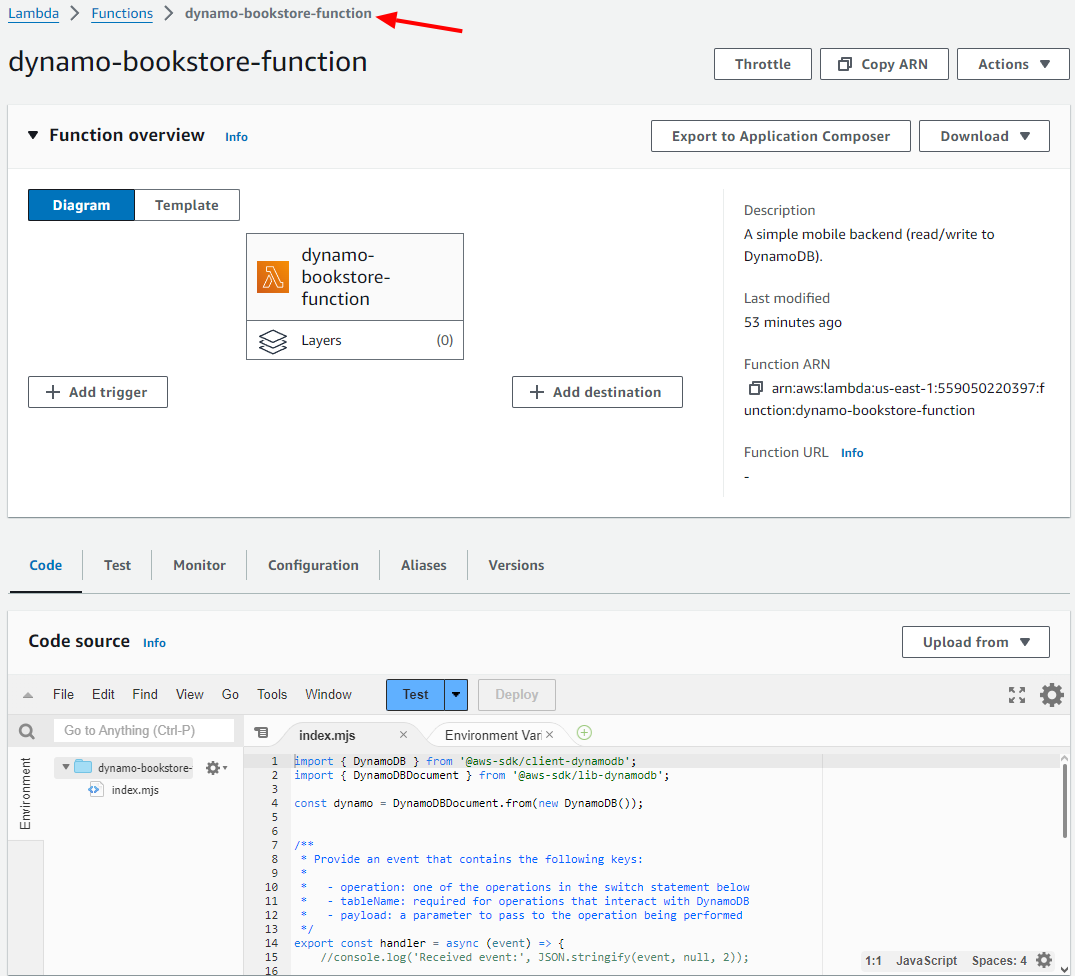 Lambda > Functions > dynamo-bookstore-function
dynamo-bookstore-function
Throttle
Copy ARN
Actions
Function overview Info
Export to Application Composer
Download
Diagram
Template
dynamo-
bookstore-
function
Layers (0)
Add trigger
Add destination
Description
A simple mobile backend (read/write to
DynamoDB).
Last modified
53 minutes ago
Function ARN
arn:aws:lambda:us-east-1:559050220397:f
unction:dynamo-bookstore-function
Function URL Info
-
Code
Test
Monitor
Configuration
Aliases
Versions
Code source Info
Upload from
File Edit Find View Go Tools Window
Test
Deploy
Go to Anything (Ctrl-P)
index.mjs
Environment Vari
Environment
dynamo-bookstore-
index.mjs
1 import { DynamoDB } from '@aws-sdk/client-dynamodb';
2 import { DynamoDBDocument } from '@aws-sdk/lib-dynamodb';
3
4 const dynamo = DynamoDBDocument.from(new DynamoDB());
5
6
7 /**
8 * Provide an event that contains the following keys:
9 *
10 * - operation: one of the operations in the switch statement below
11 * - tableName: required for operations that interact with DynamoDB
12 * - payload: a parameter to pass to the operation being performed
13 */
14 export const handler = async (event) => {
15 //console.log('Received event:', JSON.stringify(event, null, 2));
16
1:1 JavaScript Spaces: 4